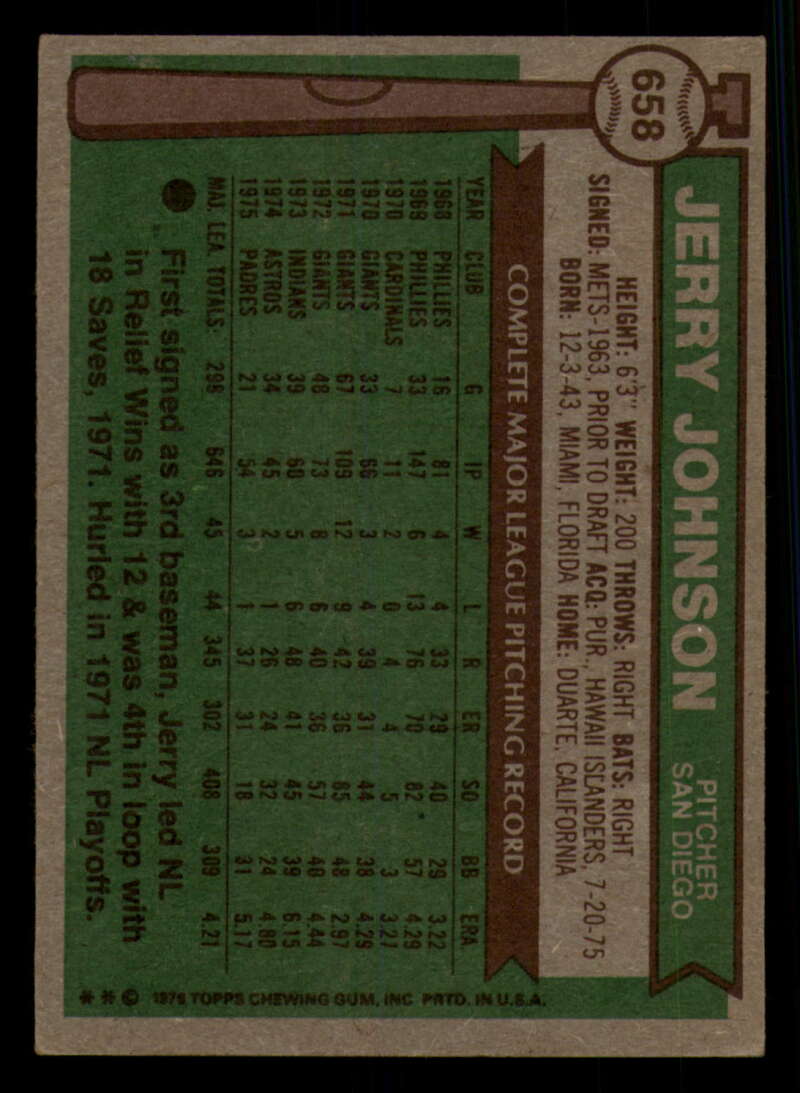 658
JERRY JOHNSON
PITCHER
SAN DIEGO
HEIGHT: 6'3" WEIGHT: 200 THROWS: RIGHT BATS: RIGHT
SIGNED: METS-1963, PRIOR TO DRAFT ACQ: PUR., HAWAII ISLANDERS, 7-20-75
BORN: 12-3-43, MIAMI, FLORIDA HOME: DUARTE, CALIFORNIA
COMPLETE MAJOR LEAGUE PITCHING RECORD
YEAR CLUB G IP W L R ER SO BB ERA
1968 PHILLIES 16 81 4 4 33 29 40 29 3.22
1969 PHILLIES 33 147 6 13 76 70 82 57 4.29
1970 CARDINALS 7 11 2 0 4 4 5 3 3.27
1970 GIANTS 33 66 3 4 39 31 44 38 4.29
1971 GIANTS 67 109 12 9 42 36 85 48 2.97
1972 GIANTS 48 73 8 6 40 36 57 40 4.44
1973 INDIANS 39 60 5 6 48 41 45 39 6.15
1974 ASTROS 34 45 2 1 26 24 32 24 4.80
1975 PADRES 21 54 3 1 37 31 18 31 5.17
MAJ. LEA. TOTALS: 298 646 45 44 345 302 408 309 4.21
First signed as 3rd baseman, Jerry led NL
in Relief Wins with 12 & was 4th in loop with
18 Saves, 1971. Hurled in 1971 NL Playoffs.
* * © 1976 TOPPS CHEWING GUM, INC. PRTD. IN U.S.A.